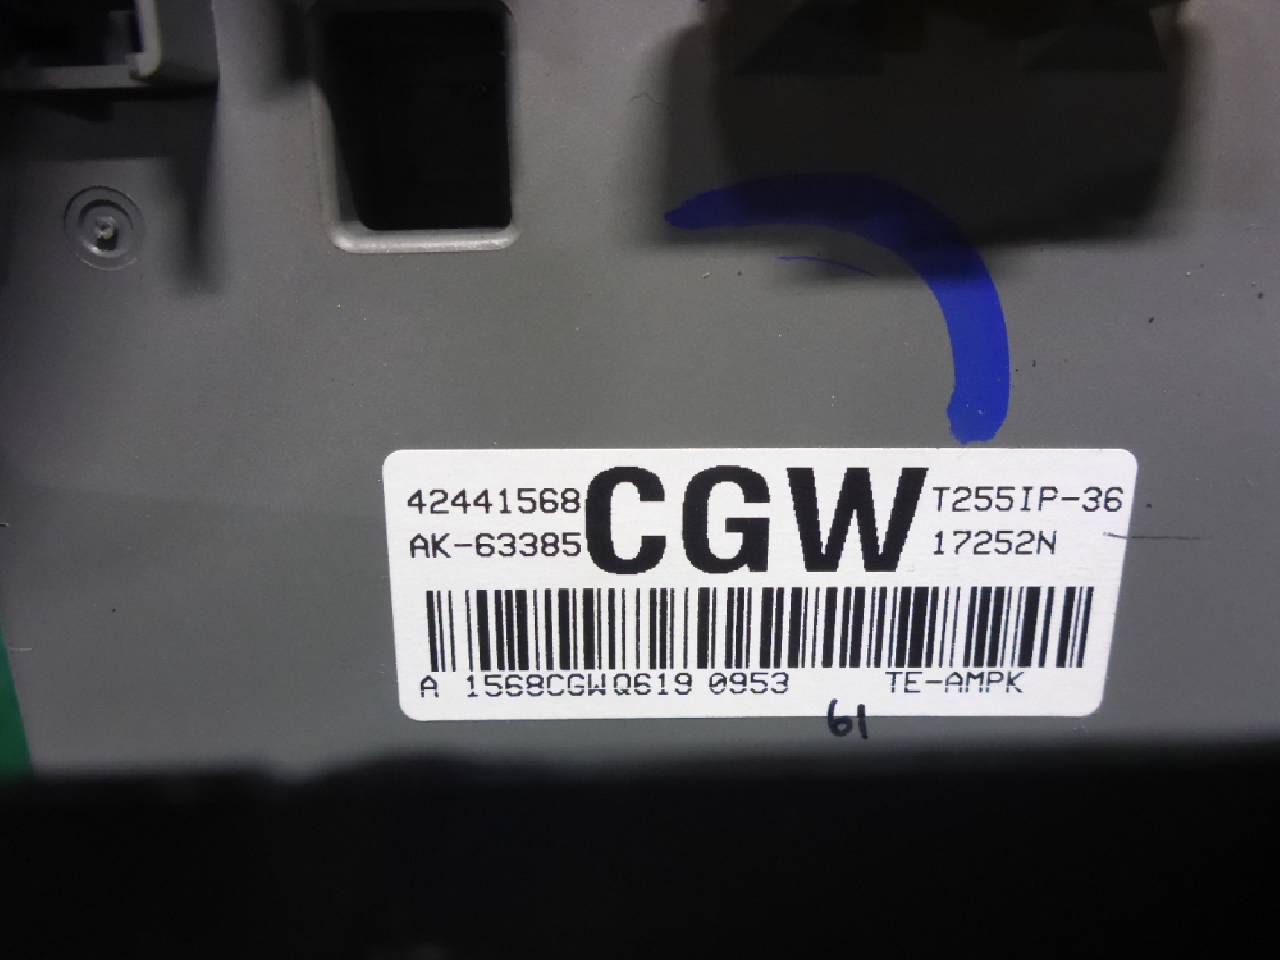 42441568 CGW T255IP-36
AK-63385 17252N
A 1568CGWQ619 0953 TE-AMPK
61